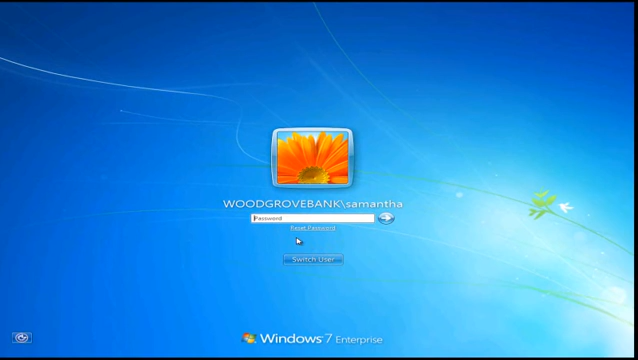 WOODGROVEBANK\samantha
Password
Reset Password
Switch User
Windows 7 Enterprise